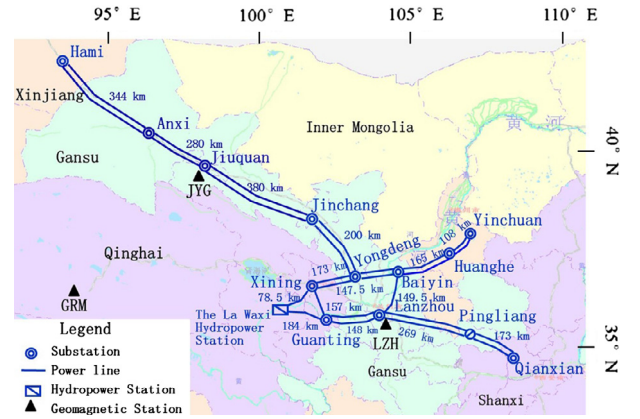 95° E
100° E
105° E
110° E
Hami
Xinjiang
344 km
Anxi
Inner Mongolia
黄 河
40° N
Gansu
280 km
Jiuquan
JYG
380 km
Jinchang
黄
Yinchuan
108 km
200 km
Qinghai
Yongdeng
165 km
Huanghe
173 km
Xining
147.5 km
Baiyin
GRM
78.5 km
157 km
149.5 km
Lanzhou
The La Waxi
Hydropower
Station
Pingliang
184 km
148 km
269 km
173 km
35° N
Guanting
LZH
Qianxian
Gansu
Shanxi
Legend
Substation
Power line
Hydropower Station
Geomagnetic Station